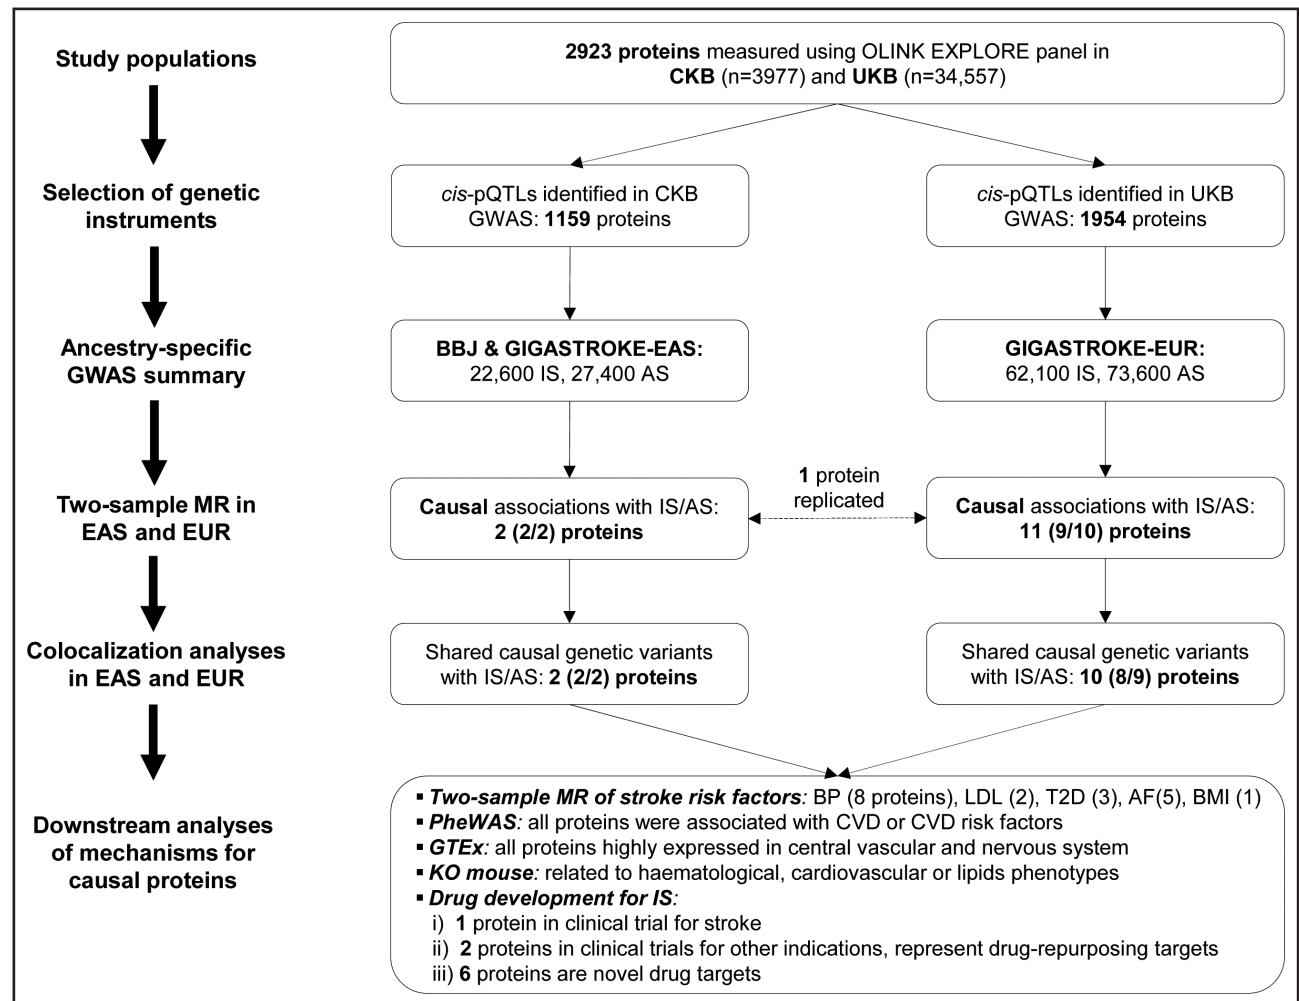 Study populations
2923 proteins measured using OLINK EXPLORE panel in
CKB (n=3977) and UKB (n=34,557)
Selection of genetic
instruments
cis-pQTLs identified in CKB
GWAS: 1159 proteins
cis-pQTLs identified in UKB
GWAS: 1954 proteins
Ancestry-specific
GWAS summary
BBJ & GIGASTROKE-EAS:
22,600 IS, 27,400 AS
GIGASTROKE-EUR:
62,100 IS, 73,600 AS
Two-sample MR in
EAS and EUR
Causal associations with IS/AS:
2 (2/2) proteins
1 protein
replicated
Causal associations with IS/AS:
11 (9/10) proteins
Colocalization analyses
in EAS and EUR
Shared causal genetic variants
with IS/AS: 2 (2/2) proteins
Shared causal genetic variants
with IS/AS: 10 (8/9) proteins
Downstream analyses
of mechanisms for
causal proteins
▪ Two-sample MR of stroke risk factors: BP (8 proteins), LDL (2), T2D (3), AF(5), BMI (1)
▪ PheWAS: all proteins were associated with CVD or CVD risk factors
▪ GTEx: all proteins highly expressed in central vascular and nervous system
▪ KO mouse: related to haematological, cardiovascular or lipids phenotypes
▪ Drug development for IS:
i) 1 protein in clinical trial for stroke
ii) 2 proteins in clinical trials for other indications, represent drug-repurposing targets
iii) 6 proteins are novel drug targets